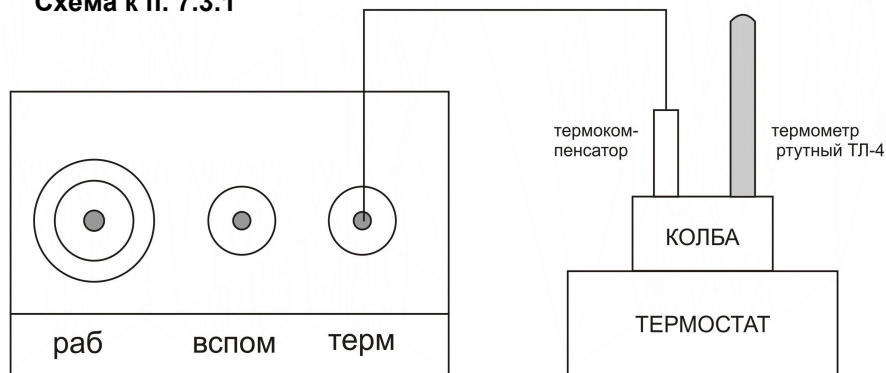 Схема к п. 7.3.1
термоком-
пенсатор
термометр
ртутный ТЛ-4
КОЛБА
ТЕРМОСТАТ
раб вспом терм